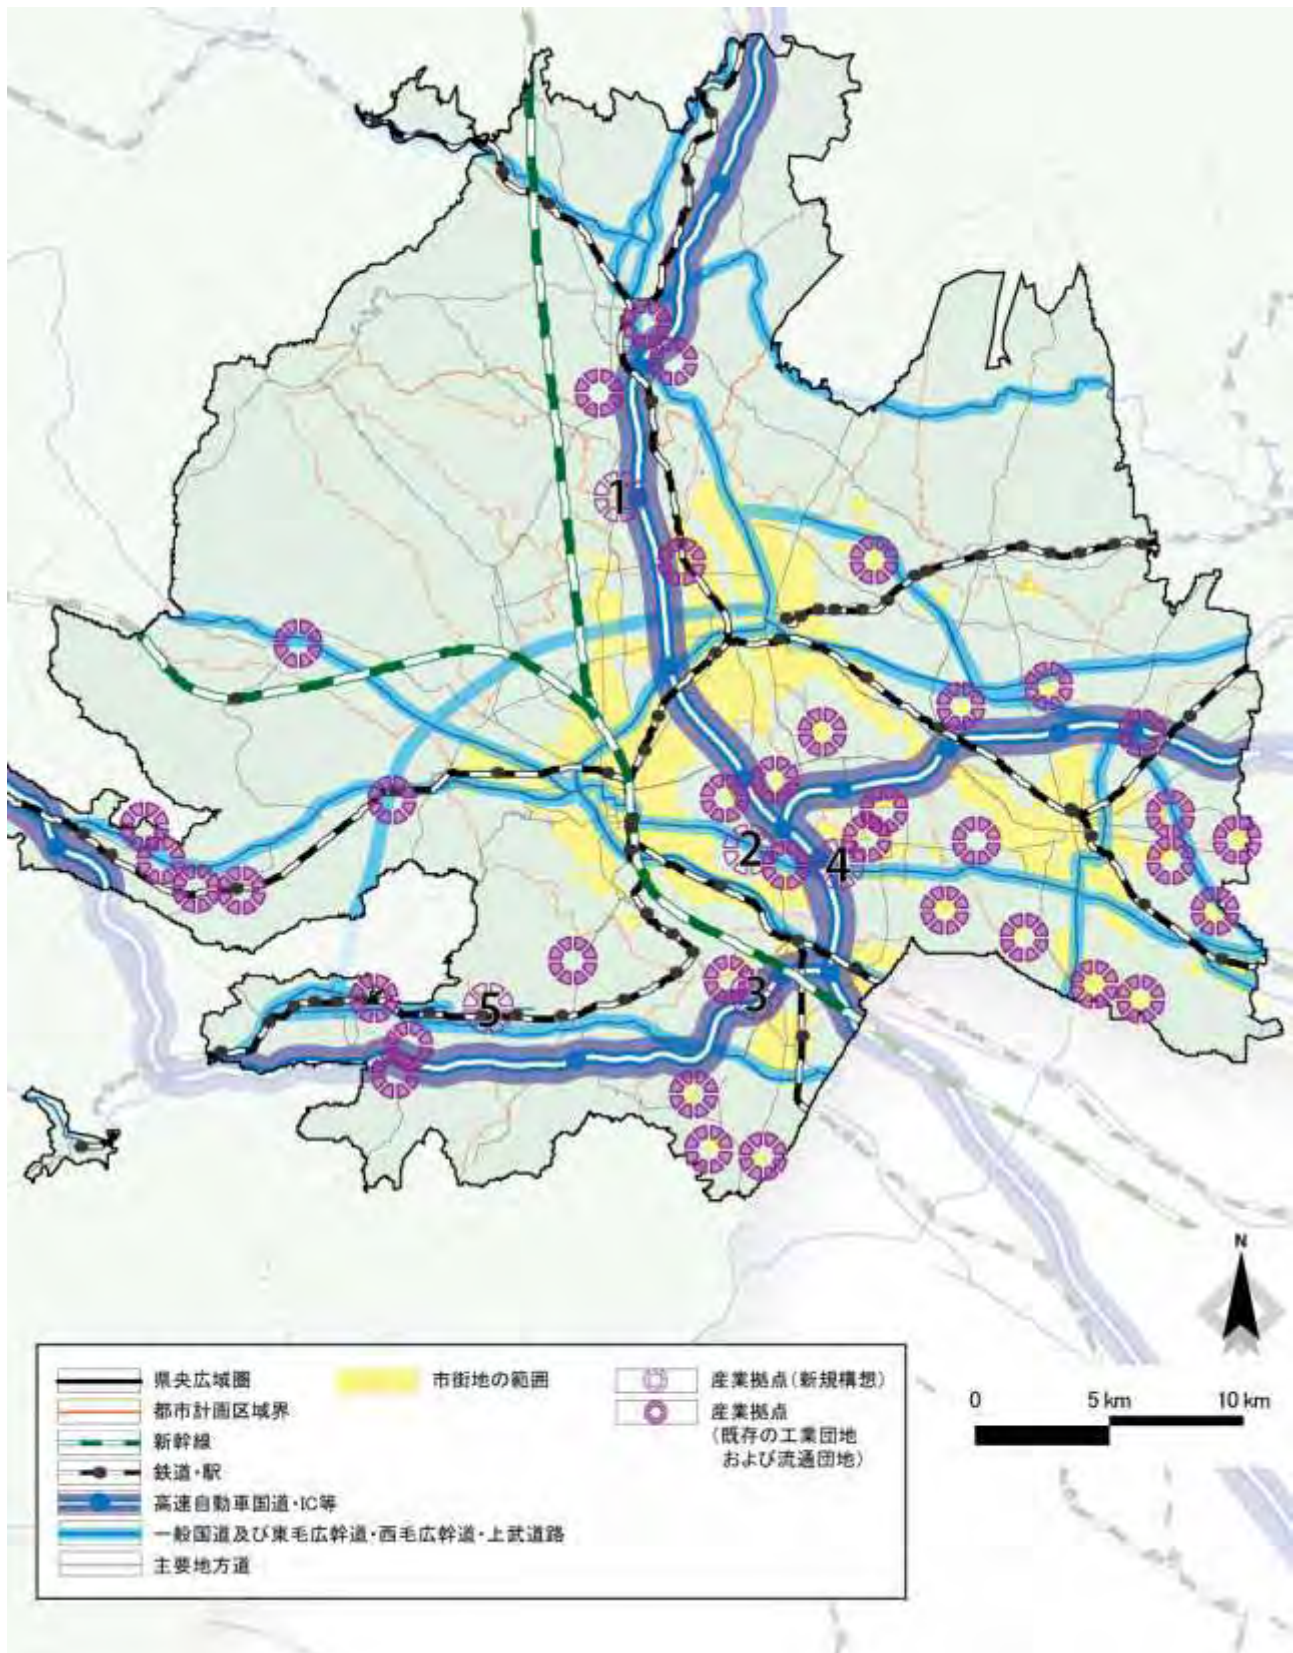 1
2
4
3
5
N
県央広域圏
都市計画区域界
新幹線
鉄道・駅
高速自動車国道・IC等
一般国道及び東毛広幹道・西毛広幹道・上武道路
主要地方道
市街地の範囲
産業拠点(新規構想)
産業拠点
(既存の工業団地
および流通団地)
0 5 km 10 km